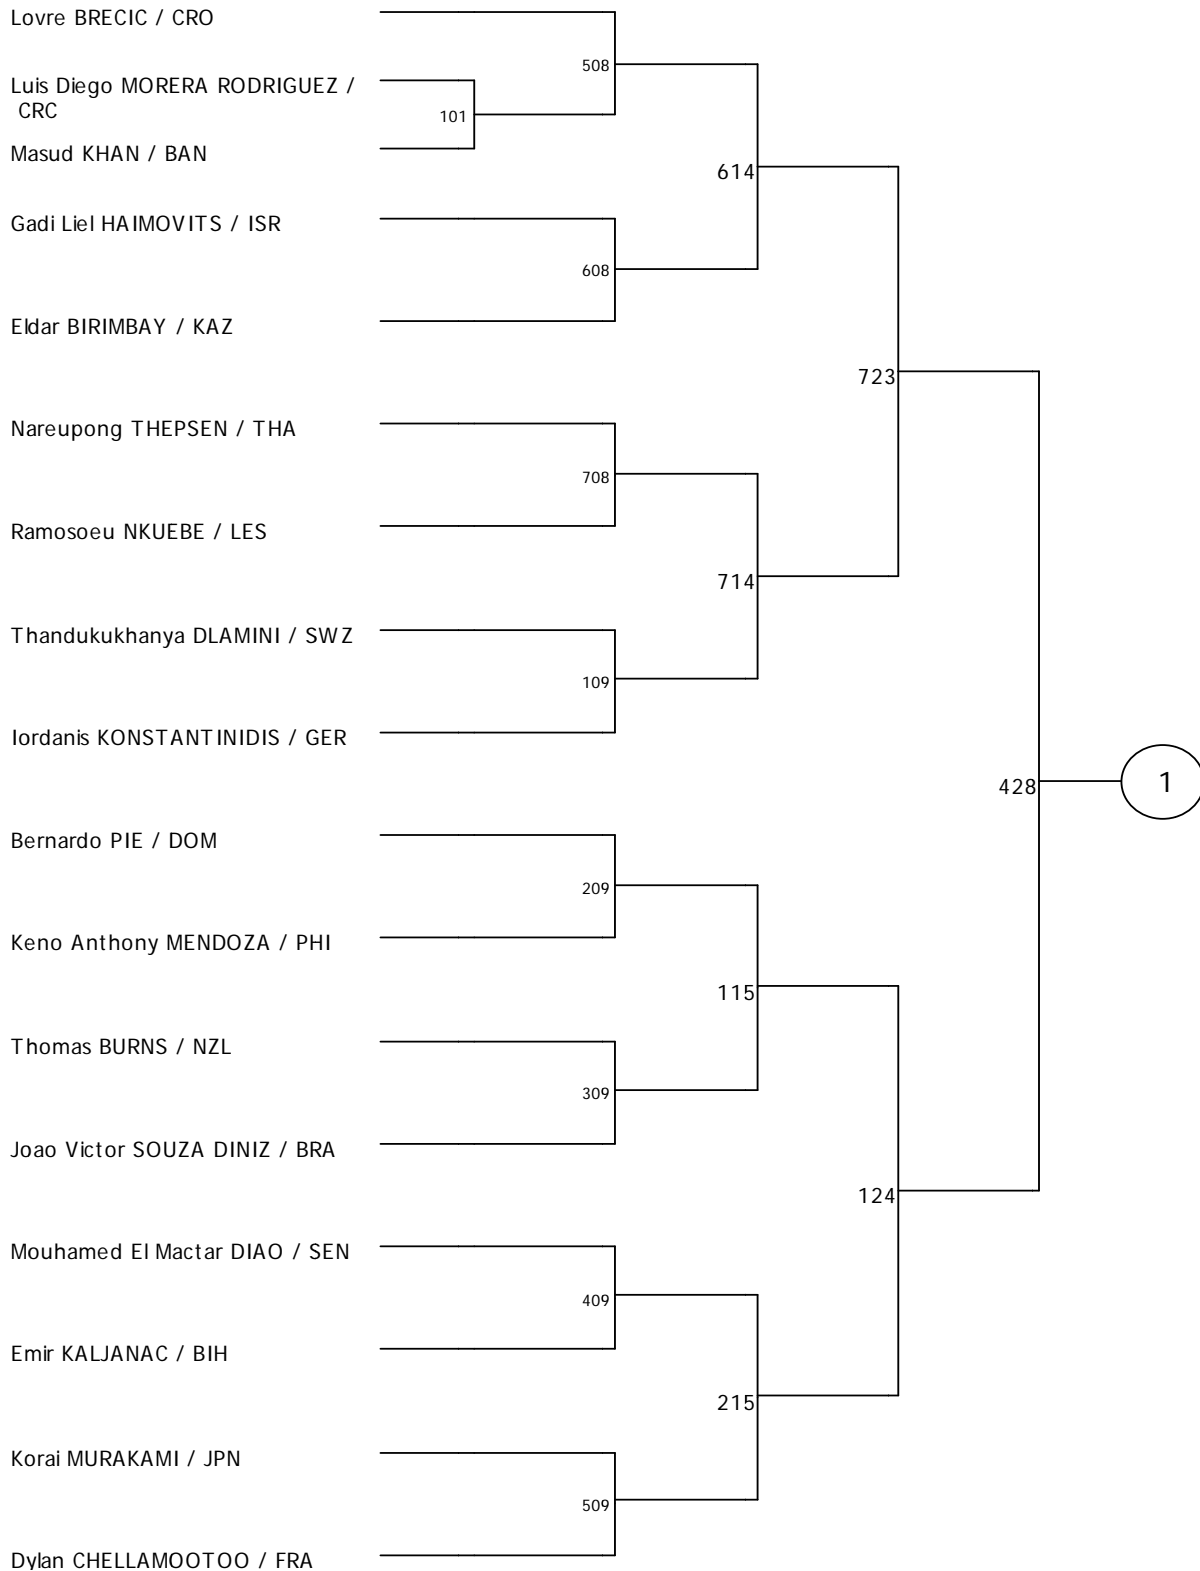 Lovre BRECIC / CRO
508
Luis Diego MORERA RODRIGUEZ /
CRC
101
Masud KHAN / BAN
614
Gadi Liel HAIMOVITS / ISR
608
Eldar BIRIMBAY / KAZ
723
Nareupong THEPSEN / THA
708
Ramosoeu NKUEBE / LES
714
Thandukukhanya DLAMINI / SWZ
109
Iordanis KONSTANTINIDIS / GER
428
1
Bernardo PIE / DOM
209
Keno Anthony MENDOZA / PHI
115
Thomas BURNS / NZL
309
Joao Victor SOUZA DINIZ / BRA
124
Mouhamed El Mactar DIAO / SEN
409
Emir KALJANAC / BIH
215
Korai MURAKAMI / JPN
509
Dylan CHELLAMOOTOO / FRA